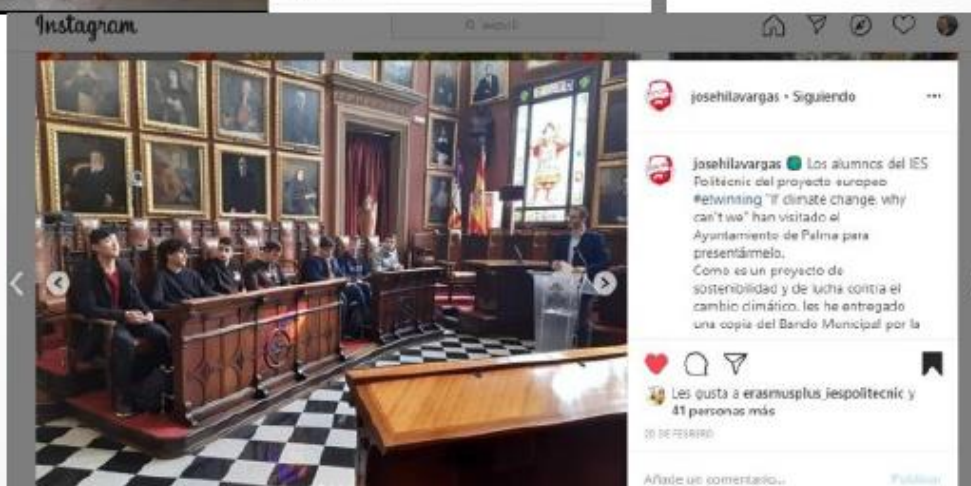 Instagram
josehilavargas • Siguiendo
josehilavargas Los alumnos del IES
Politécnic del proyecto europeo
#etwinning "If climate change, why
can't we" han visitado el
Ayuntamiento de Palma para
presentármelo.
Como es un proyecto de
sostenibilidad y de lucha contra el
cambio climático, les he entregado
una copia del Bando Municipal por la
Les gusta a erasmusplus_iespolitecnic y
41 personas más
20 DE FEBRERO
Añade un comentario...
Publicar